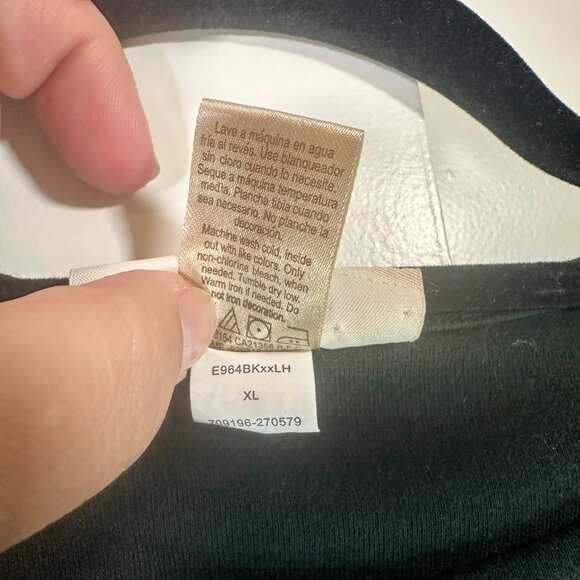 Lave a máquina en agua
fría al revés. Use blanqueador
sin cloro cuando lo necesite.
Seque a máquina temperatura
media. Plancha tibia cuando
sea necesario. No planche la
decoración.
Machine wash cold, inside
out with like colors. Only
non-chlorine bleach, when
needed. Tumble dry low.
Warm iron if needed. Do
not iron decoration.
CA21356
E964BKxxLH
XL
709196-270579